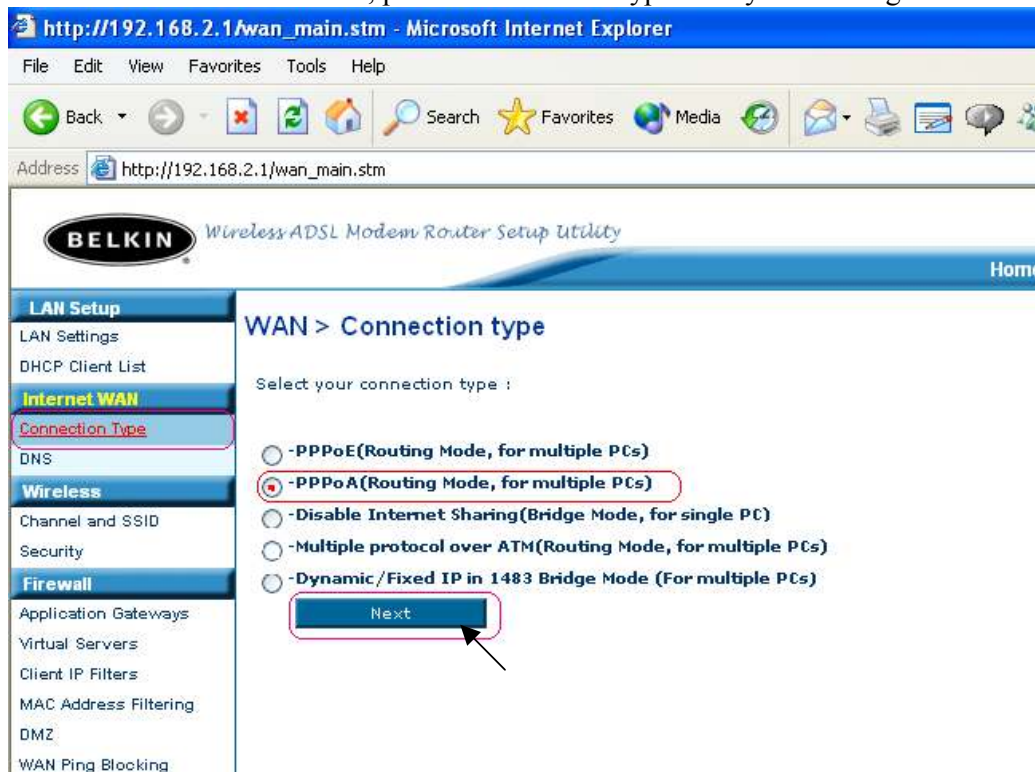 http://192.168.2.1/wan_main.stm - Microsoft Internet Explorer
File Edit View Favorites Tools Help
Back Search Favorites Media
Address http://192.168.2.1/wan_main.stm
BELKIN Wireless ADSL Modem Router Setup Utility
Home
LAN Setup
LAN Settings
DHCP Client List
Internet WAN
Connection Type
DNS
Wireless
Channel and SSID
Security
Firewall
Application Gateways
Virtual Servers
Client IP Filters
MAC Address Filtering
DMZ
WAN Ping Blocking
WAN > Connection type
Select your connection type :
-PPPoE(Routing Mode, for multiple PCs)
-PPPoA(Routing Mode, for multiple PCs)
-Disable Internet Sharing(Bridge Mode, for single PC)
-Multiple protocol over ATM(Routing Mode, for multiple PCs)
-Dynamic/Fixed IP in 1483 Bridge Mode (For multiple PCs)
Next